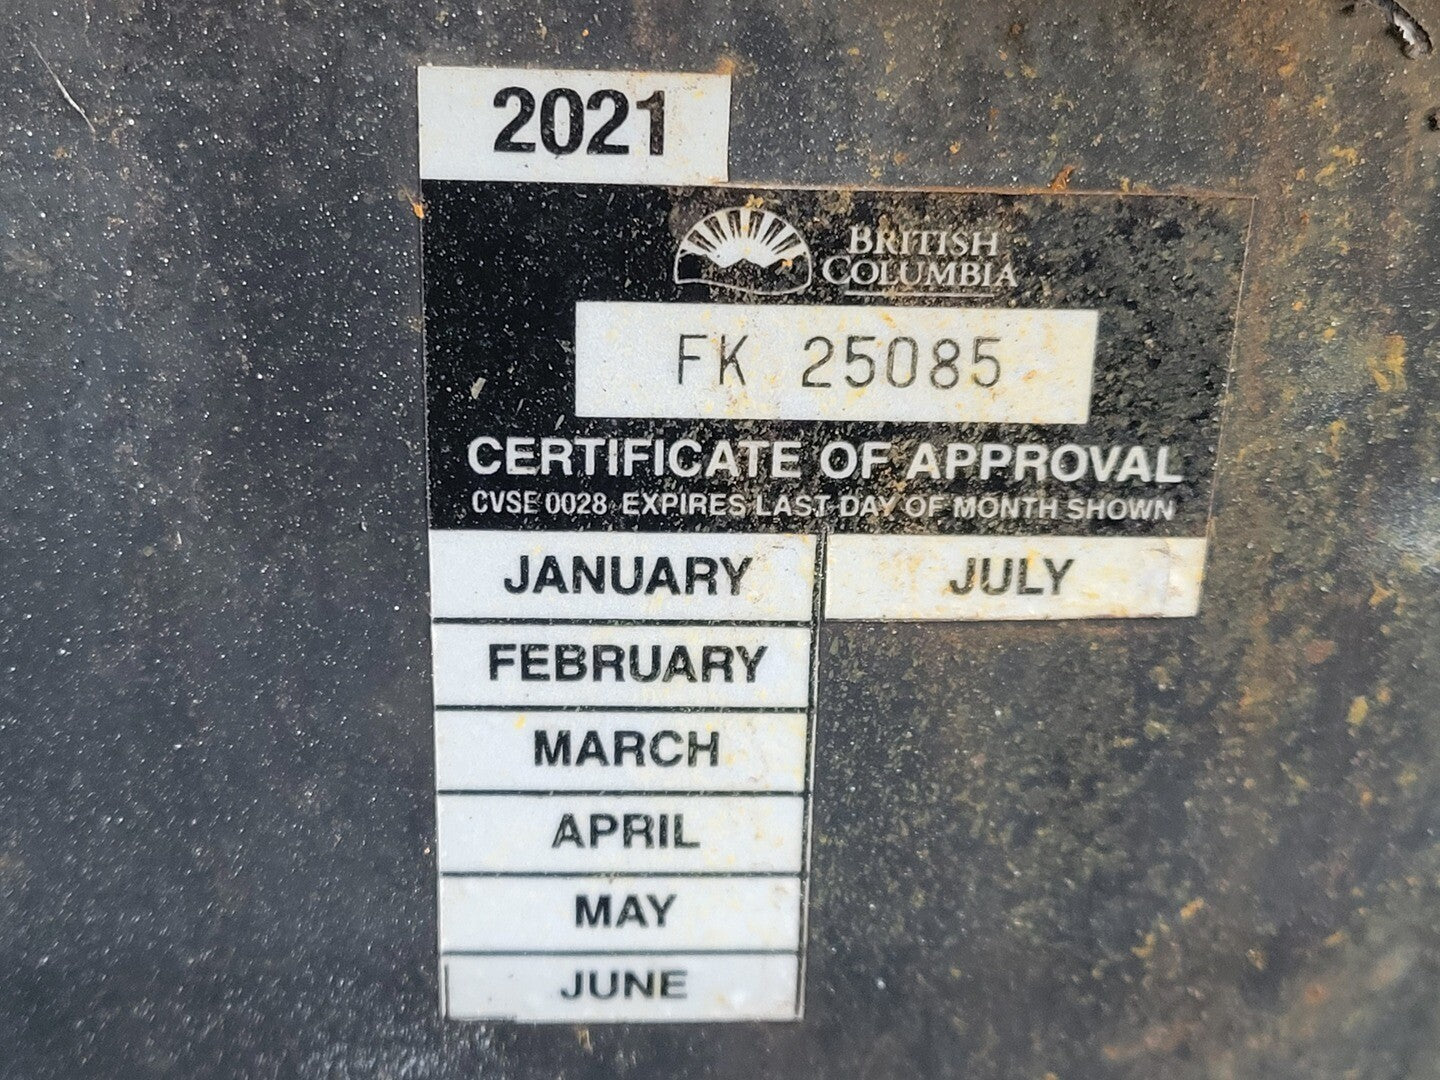 2021
BRITISH
COLUMBIA
FK 25085
CERTIFICATE OF APPROVAL
CVSE 0028 EXPIRES LAST DAY OF MONTH SHOWN
JANUARY
JULY
FEBRUARY
MARCH
APRIL
MAY
JUNE